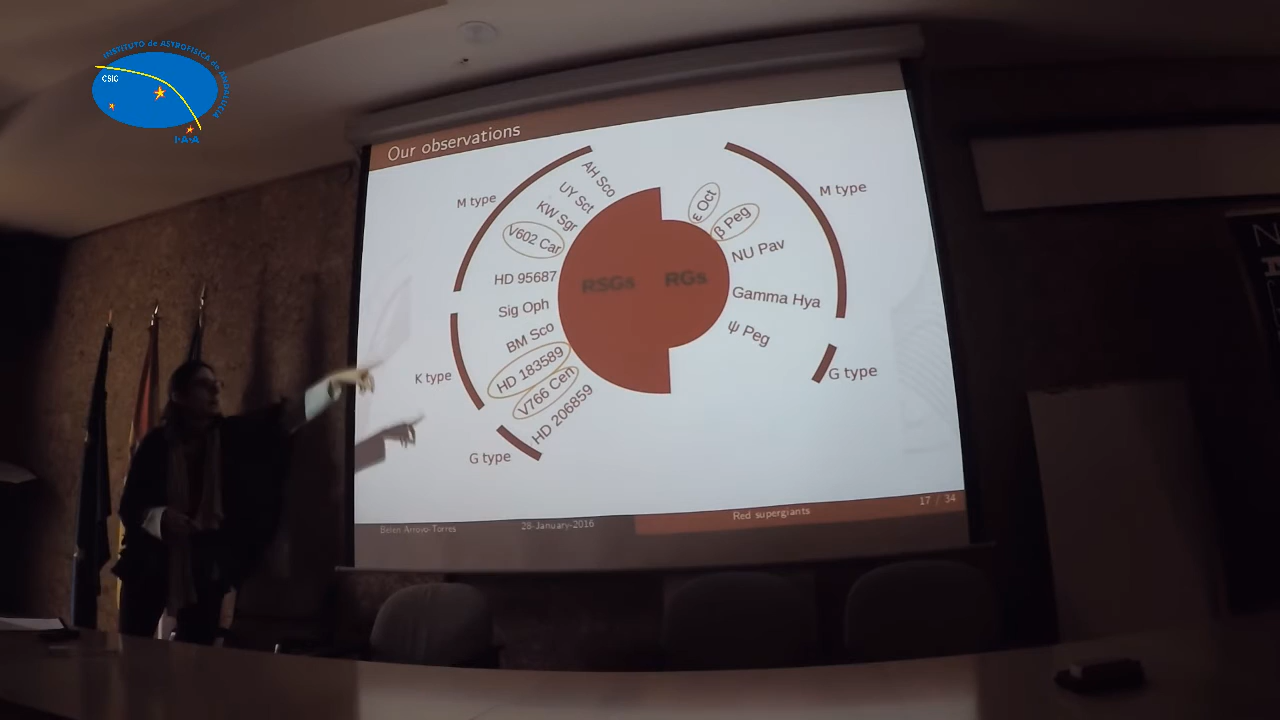 INSTITUTO de ASTROFISICA de ANDALUCIA
CSIC
I·A·A
Our observations
M type
AH Sco
UY Sct
KW Sgr
V602 Car
HD 95687
Sig Oph
BM Sco
HD 183589
V766 Cen
HD 206859
K type
G type
RSGs
RGs
ε Oct
β Peg
NU Pav
Gamma Hya
ψ Peg
M type
G type
Belen Arroyo-Torres
28-January-2016
Red supergiants
17 / 34